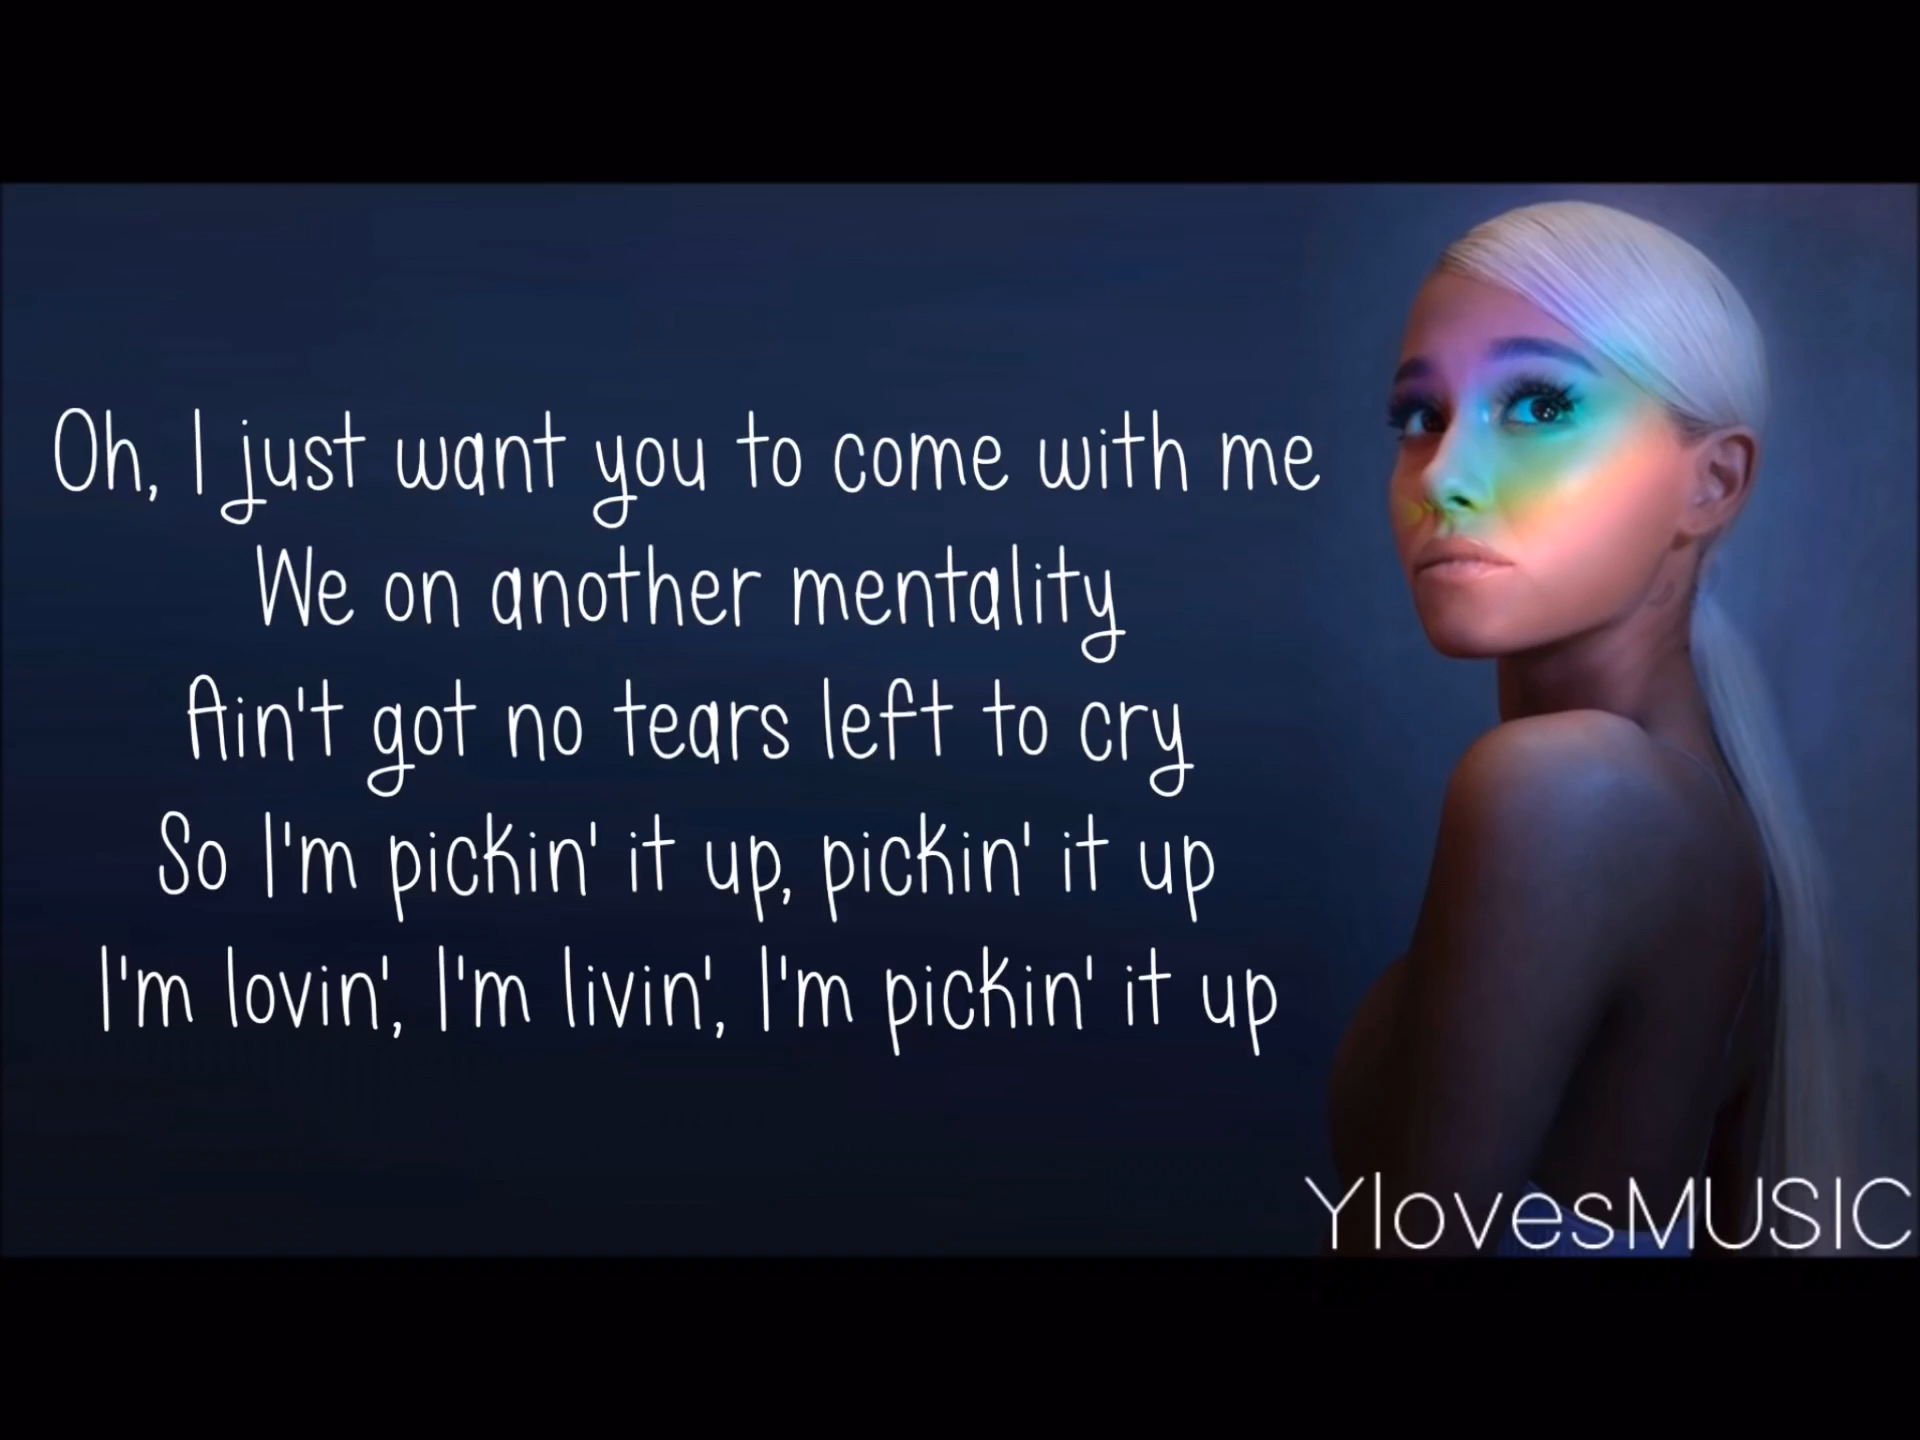 Oh, I just want you to come with me
We on another mentality
Ain't got no tears left to cry
So I'm pickin' it up, pickin' it up
I'm lovin', I'm livin', I'm pickin' it up
YlovesMUSIC